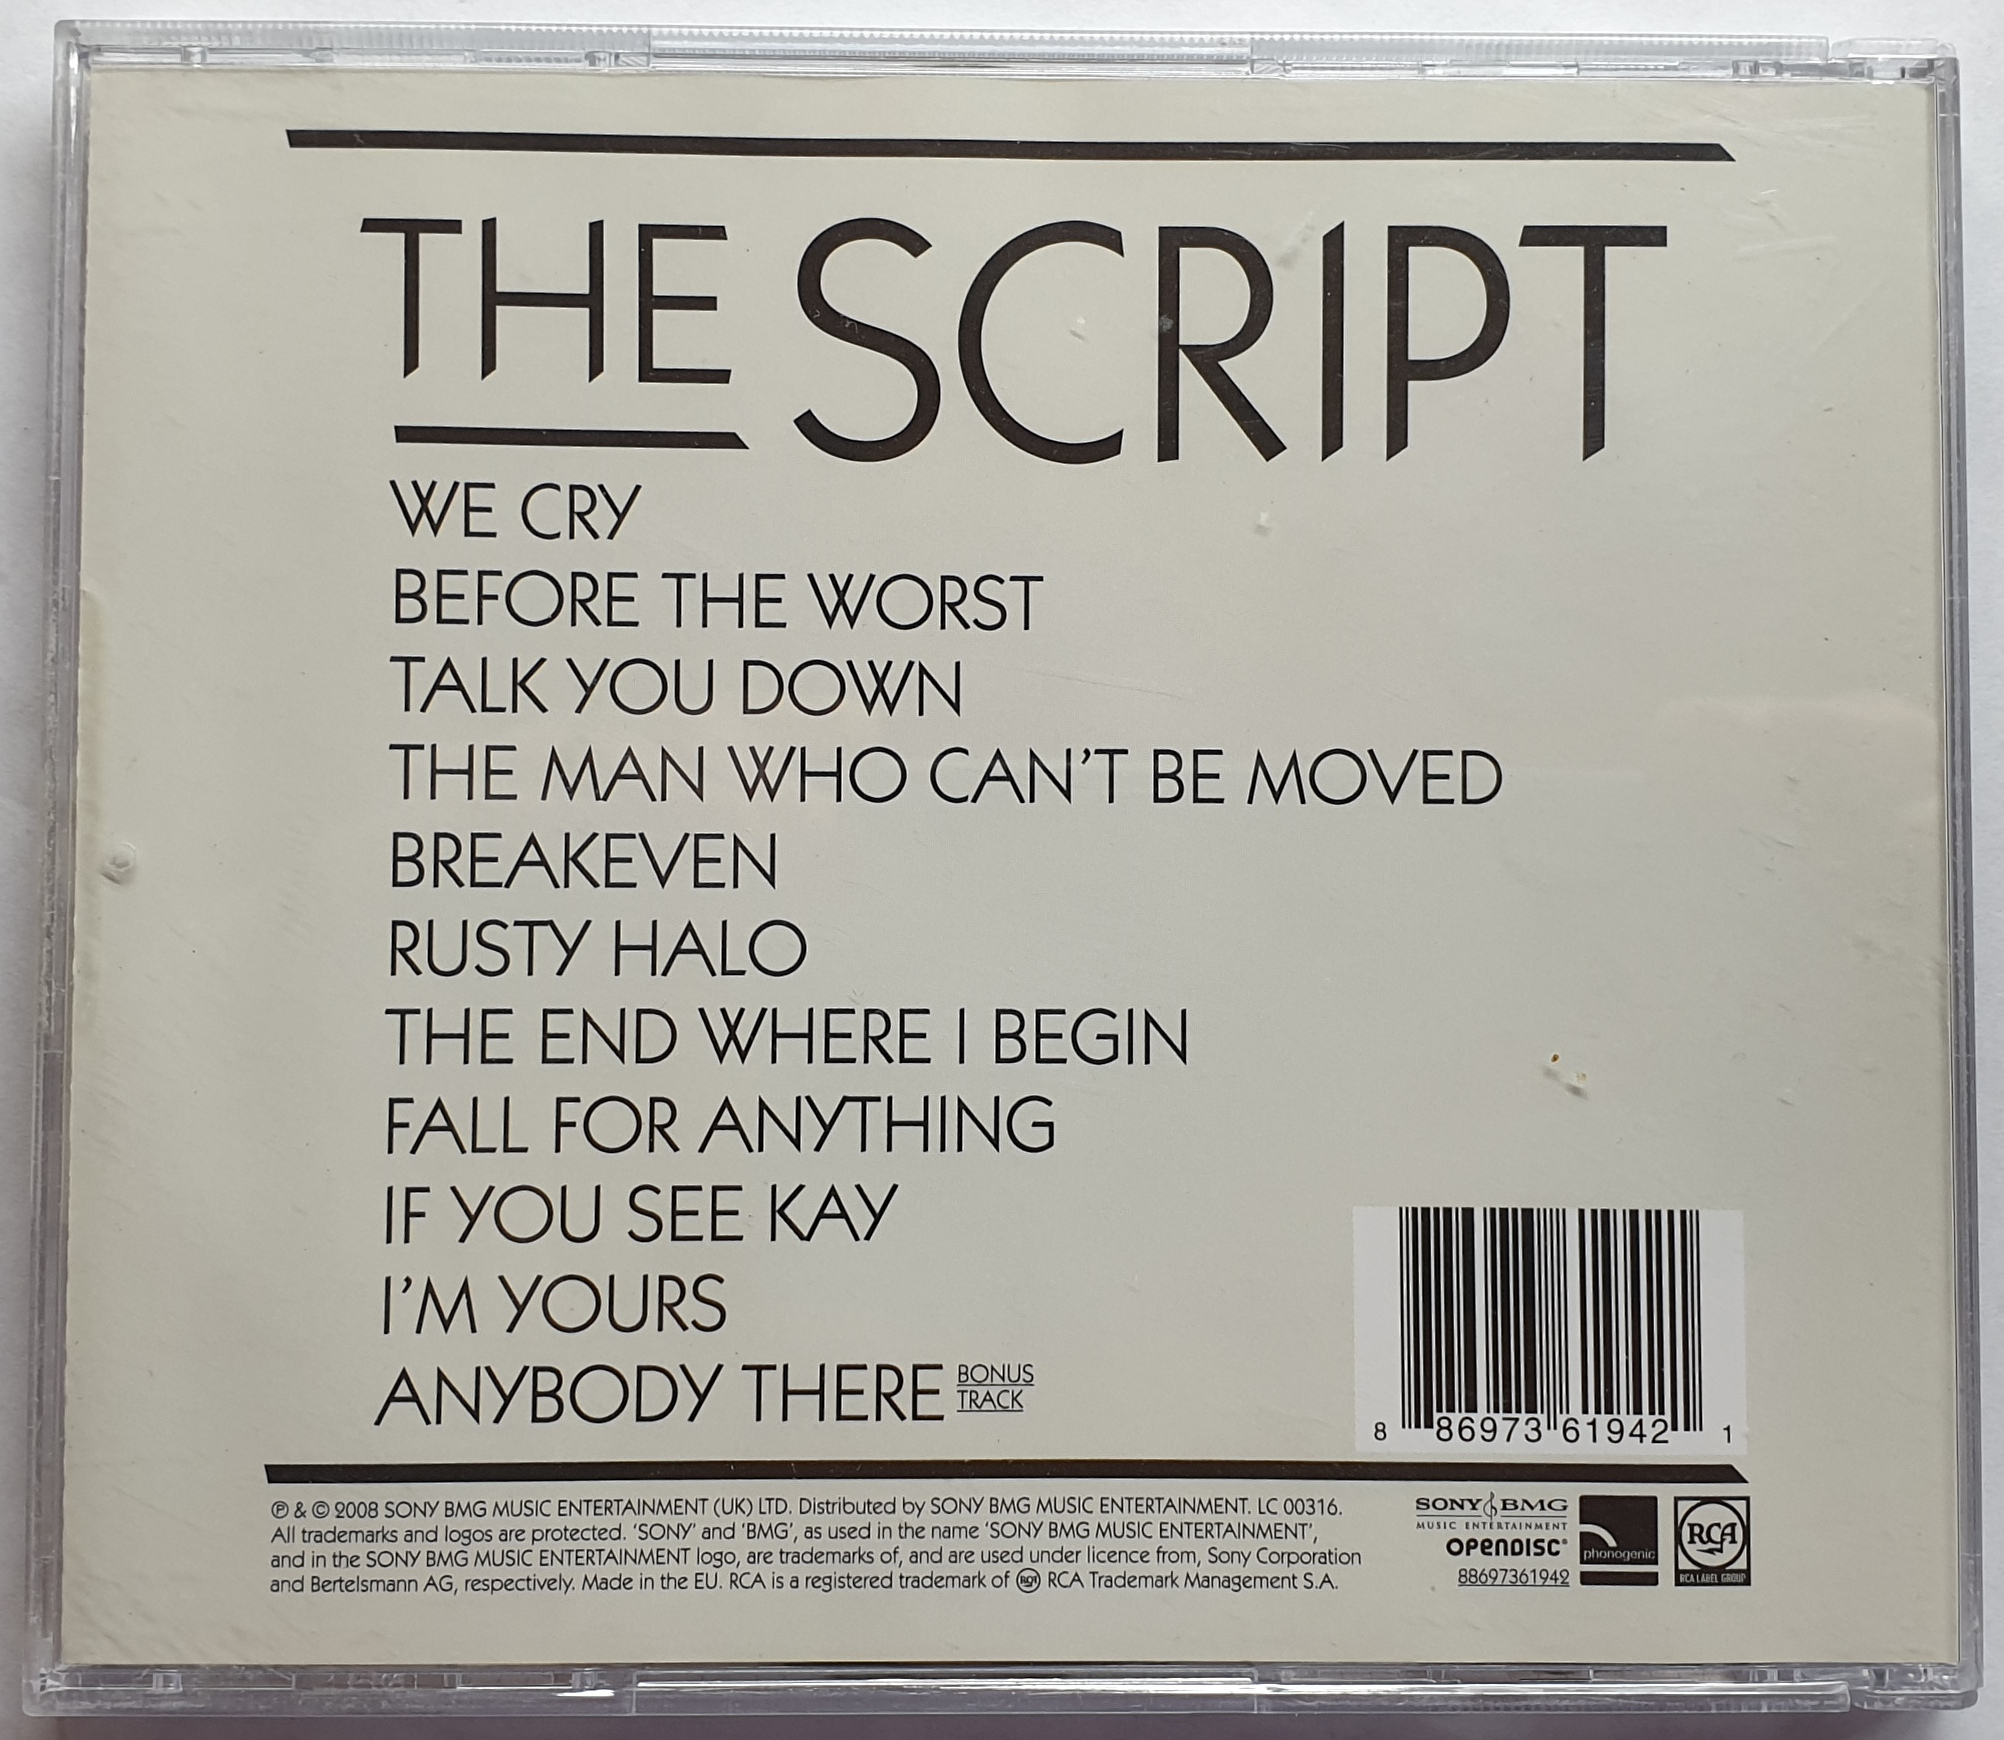 THE SCRIPT
WE CRY
BEFORE THE WORST
TALK YOU DOWN
THE MAN WHO CAN'T BE MOVED
BREAKEVEN
RUSTY HALO
THE END WHERE I BEGIN
FALL FOR ANYTHING
IF YOU SEE KAY
I'M YOURS
ANYBODY THERE BONUS TRACK
8 86973 61942 1
℗ & © 2008 SONY BMG MUSIC ENTERTAINMENT (UK) LTD. Distributed by SONY BMG MUSIC ENTERTAINMENT. LC 00316.
All trademarks and logos are protected. 'SONY' and 'BMG', as used in the name 'SONY BMG MUSIC ENTERTAINMENT',
and in the SONY BMG MUSIC ENTERTAINMENT logo, are trademarks of, and are used under licence from, Sony Corporation
and Bertelsmann AG, respectively. Made in the EU. RCA is a registered trademark of RCA RCA Trademark Management S.A.
SONY BMG
MUSIC ENTERTAINMENT
OPENDISC®
88697361942
phonogenic
RCA
RCA LABEL GROUP